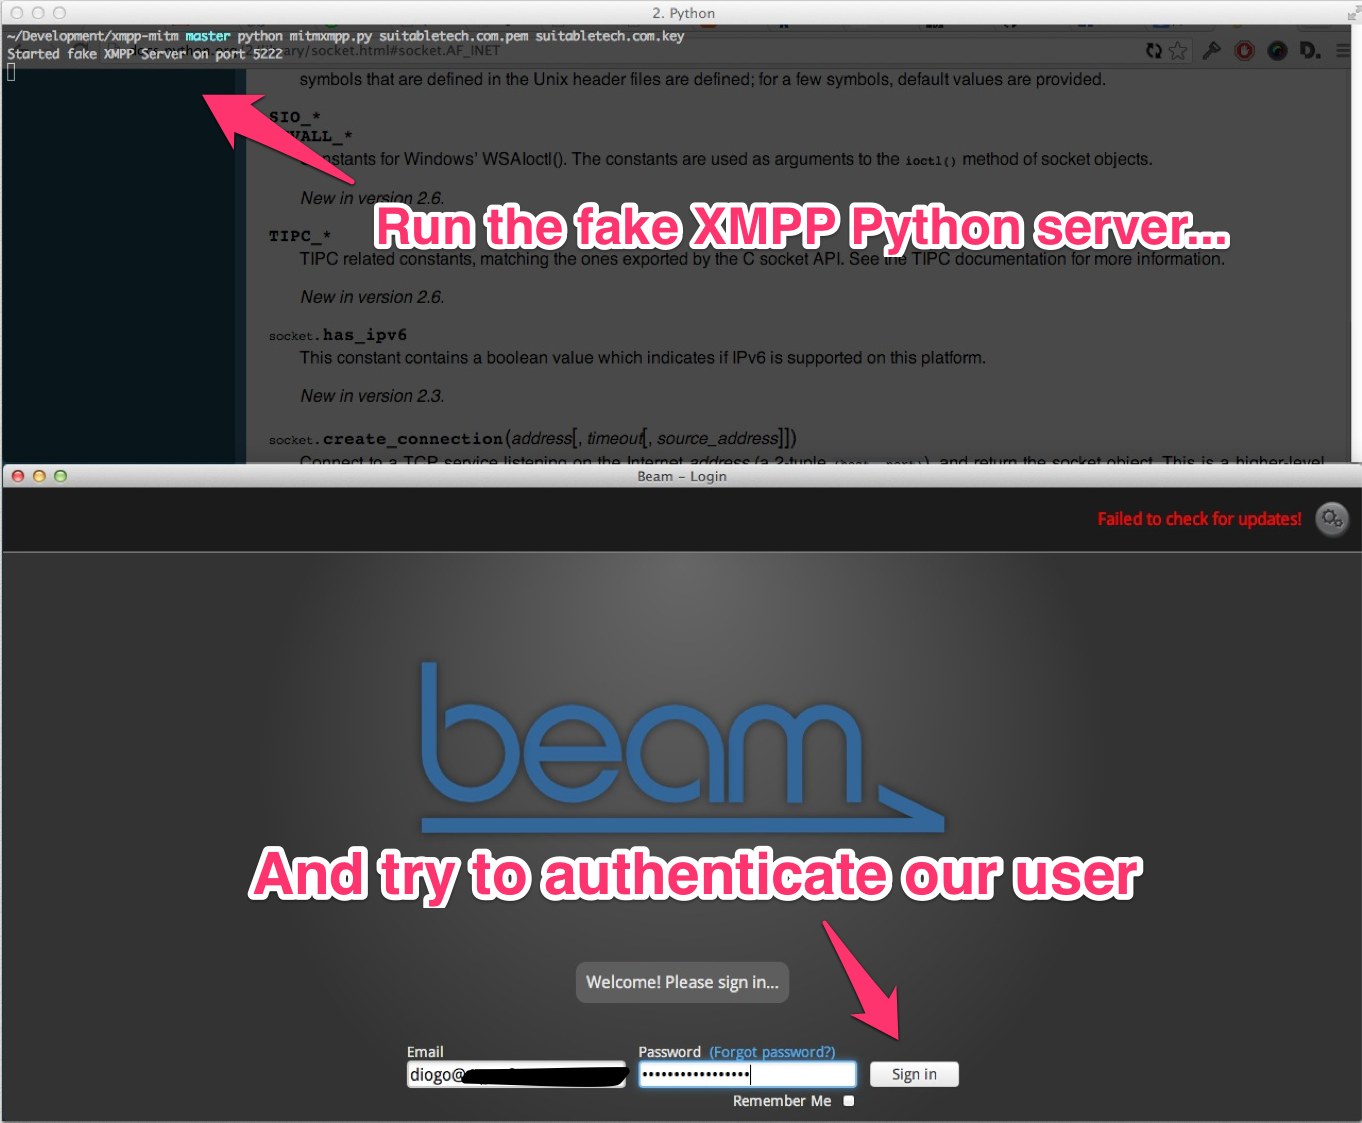 2. Python
~/Development/xmpp-mitm master python mitmxmpp.py suitabletech.com.pem suitabletech.com.key
Started fake XMPP Server on port 5222
/library/socket.html#socket.AF_INET
symbols that are defined in the Unix header files are defined; for a few symbols, default values are provided.
SIO_*
VALL_*
constants for Windows' WSAIoctl(). The constants are used as arguments to the ioctl() method of socket objects.
New in version 2.6.
Run the fake XMPP Python server...
TIPC_*
TIPC related constants, matching the ones exported by the C socket API. See the TIPC documentation for more information.
New in version 2.6.
socket.has_ipv6
This constant contains a boolean value which indicates if IPv6 is supported on this platform.
New in version 2.3.
socket.create_connection(address[, timeout[, source_address]])
Connect to a TCP service listening on the Internet address (a 2-tuple (host, port)), and return the socket object. This is a higher-level
Beam – Login
Failed to check for updates!
beam
And try to authenticate our user
Welcome! Please sign in...
Email
Password (Forgot password?)
diogo@
Sign in
Remember Me